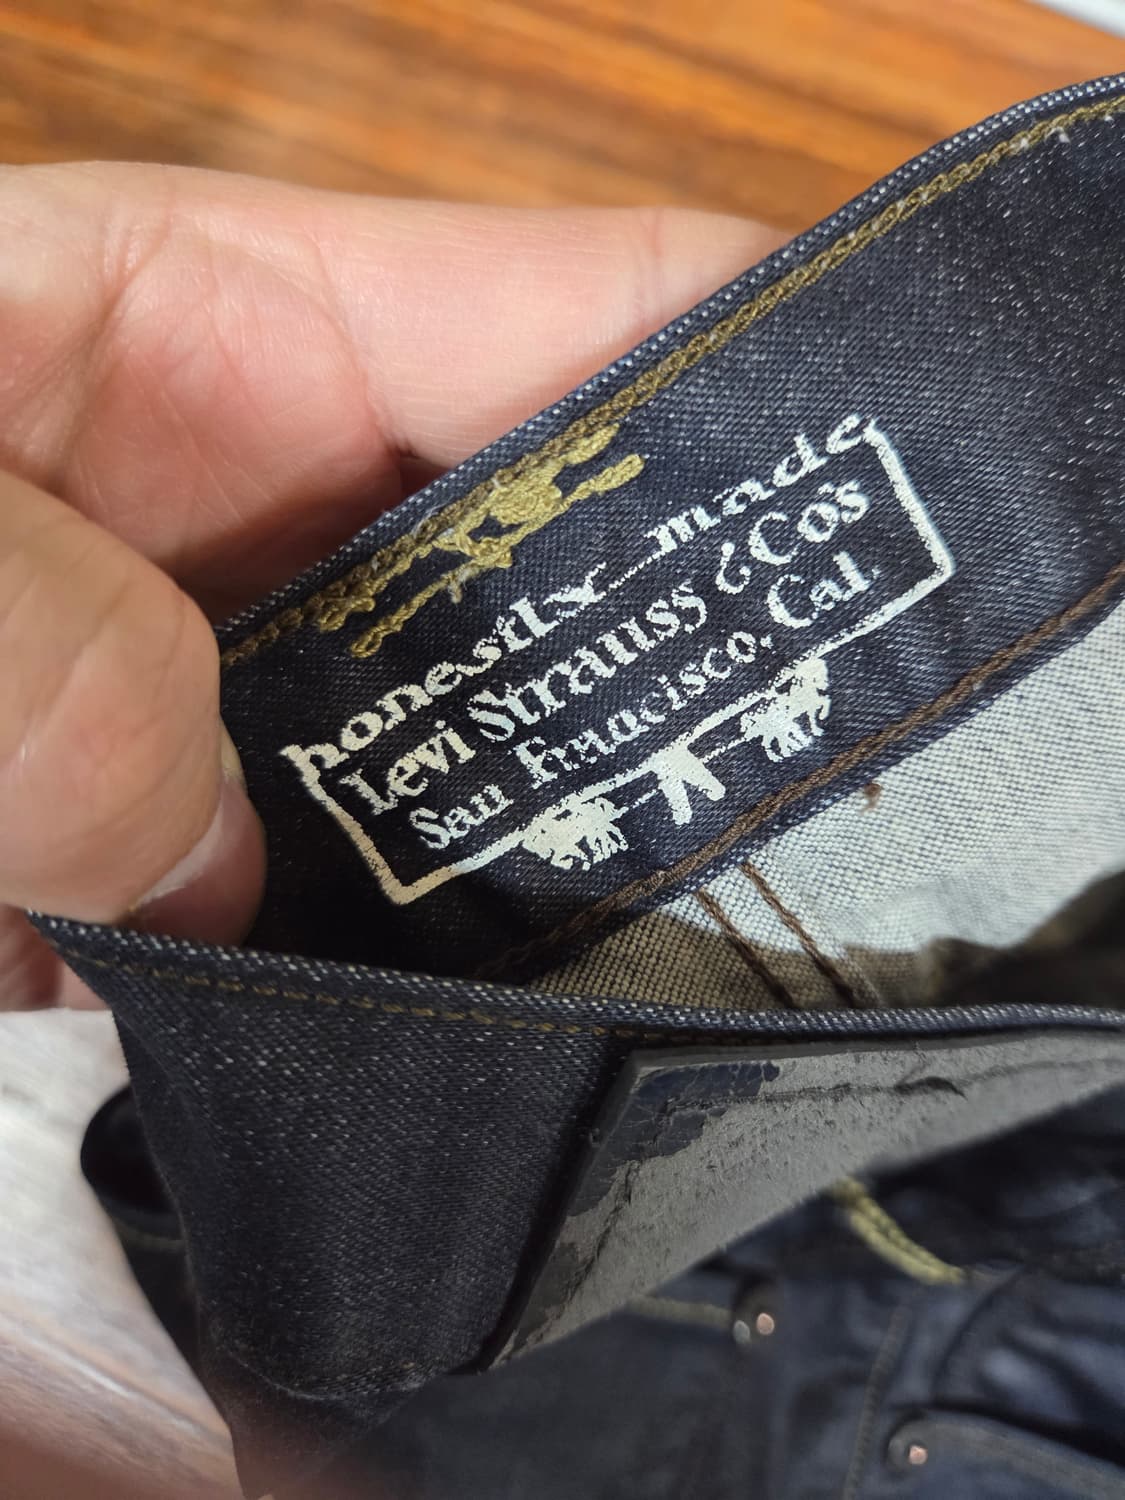 honestly made
Levi Strauss & Co's
San Francisco, Cal.